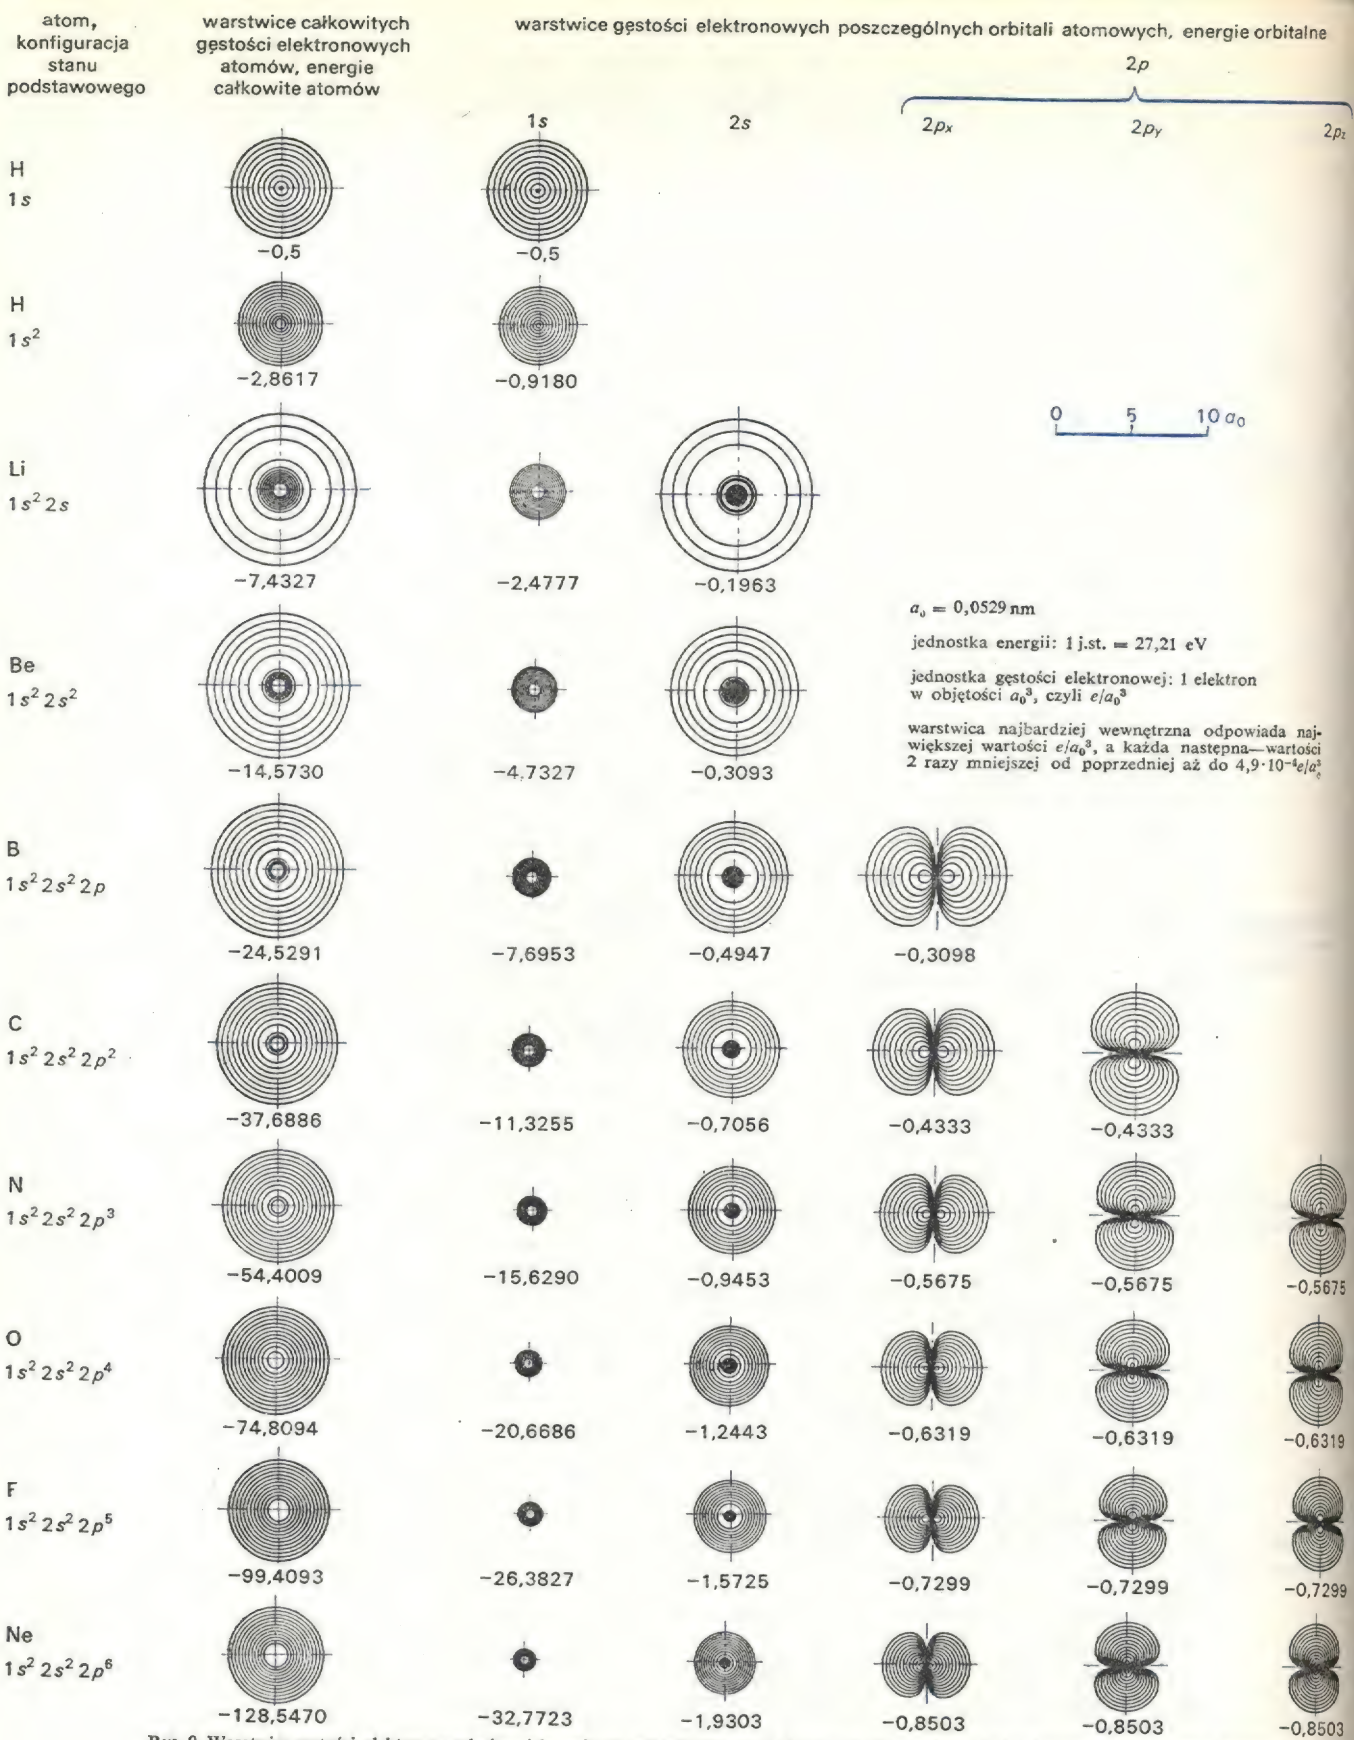 atom,
konfiguracja
stanu
podstawowego
warstwice całkowitych
gęstości elektronowych
atomów, energie
całkowite atomów
warstwice gęstości elektronowych poszczególnych orbitali atomowych, energie orbitalne
2p
1s 2s 2px 2py 2pz
H
1s
−0,5 −0,5
H
1s²
−2,8617 −0,9180
0 5 10 a₀
Li
1s² 2s
−7,4327 −2,4777 −0,1963
a₀ = 0,0529 nm
jednostka energii: 1 j.st. = 27,21 eV
jednostka gęstości elektronowej: 1 elektron
w objętości a₀³, czyli e/a₀³
warstwica najbardziej wewnętrzna odpowiada naj-
większej wartości e/a₀³, a każda następna—wartości
2 razy mniejszej od poprzedniej aż do 4,9·10⁻⁴e/a₀³
Be
1s² 2s²
−14,5730 −4,7327 −0,3093
B
1s² 2s² 2p
−24,5291 −7,6953 −0,4947 −0,3098
C
1s² 2s² 2p²
−37,6886 −11,3255 −0,7056 −0,4333 −0,4333
N
1s² 2s² 2p³
−54,4009 −15,6290 −0,9453 −0,5675 −0,5675 −0,5675
O
1s² 2s² 2p⁴
−74,8094 −20,6686 −1,2443 −0,6319 −0,6319 −0,6319
F
1s² 2s² 2p⁵
−99,4093 −26,3827 −1,5725 −0,7299 −0,7299 −0,7299
Ne
1s² 2s² 2p⁶
−128,5470 −32,7723 −1,9303 −0,8503 −0,8503 −0,8503